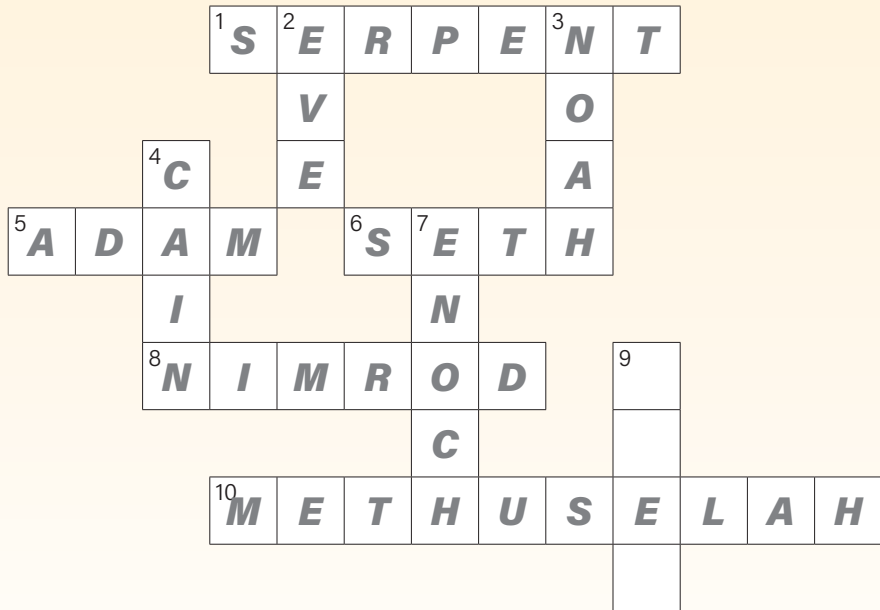 1 S 2 E R P E 3 N T
V O
4 C E A
5 A D A M 6 S 7 E T H
I N
8 N I M R O D 9
C
10 M E T H U S E L A H